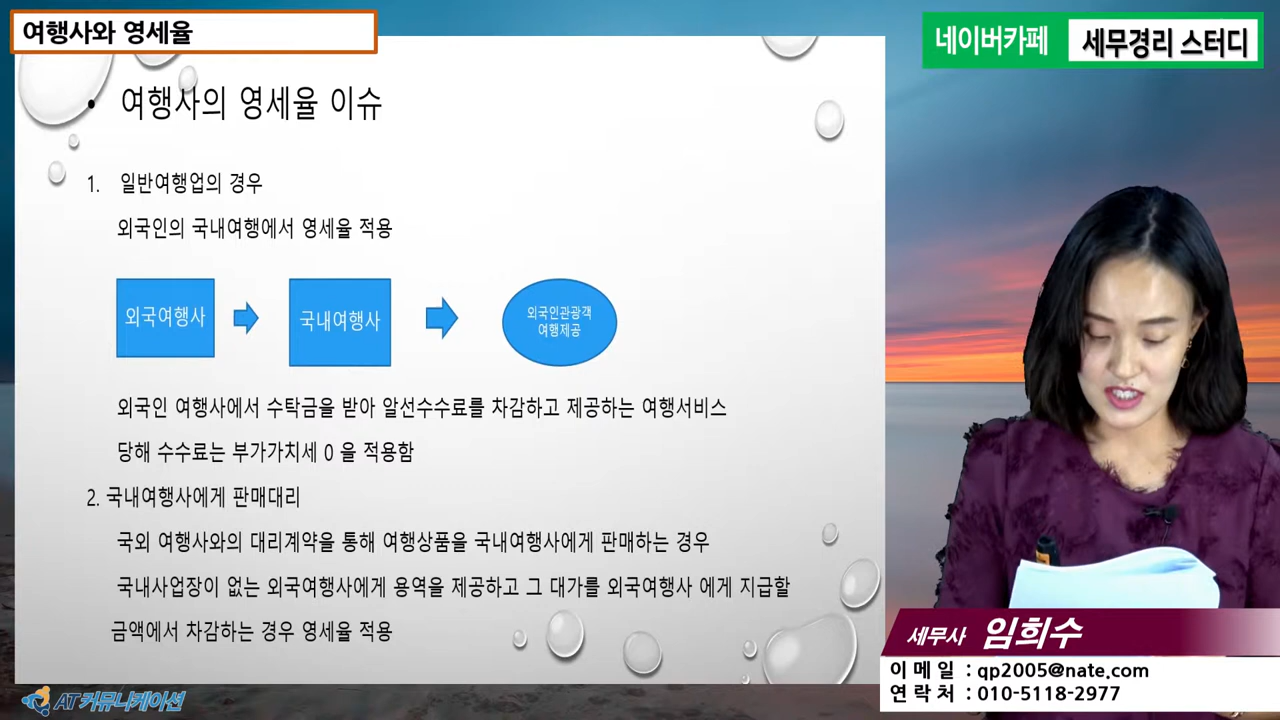 여행사와 영세율
네이버카페 세무경리 스터디
• 여행사의 영세율 이슈
1. 일반여행업의 경우
외국인의 국내여행에서 영세율 적용
외국여행사
국내여행사
외국인관광객
여행제공
외국인 여행사에서 수탁금을 받아 알선수수료를 차감하고 제공하는 여행서비스
당해 수수료는 부가가치세 0 을 적용함
2. 국내여행사에게 판매대리
국외 여행사와의 대리계약을 통해 여행상품을 국내여행사에게 판매하는 경우
국내사업장이 없는 외국여행사에게 용역을 제공하고 그 대가를 외국여행사 에게 지급할
금액에서 차감하는 경우 영세율 적용
세무사 임희수
이 메 일 : qp2005@nate.com
연 락 처 : 010-5118-2977
AT커뮤니케이션